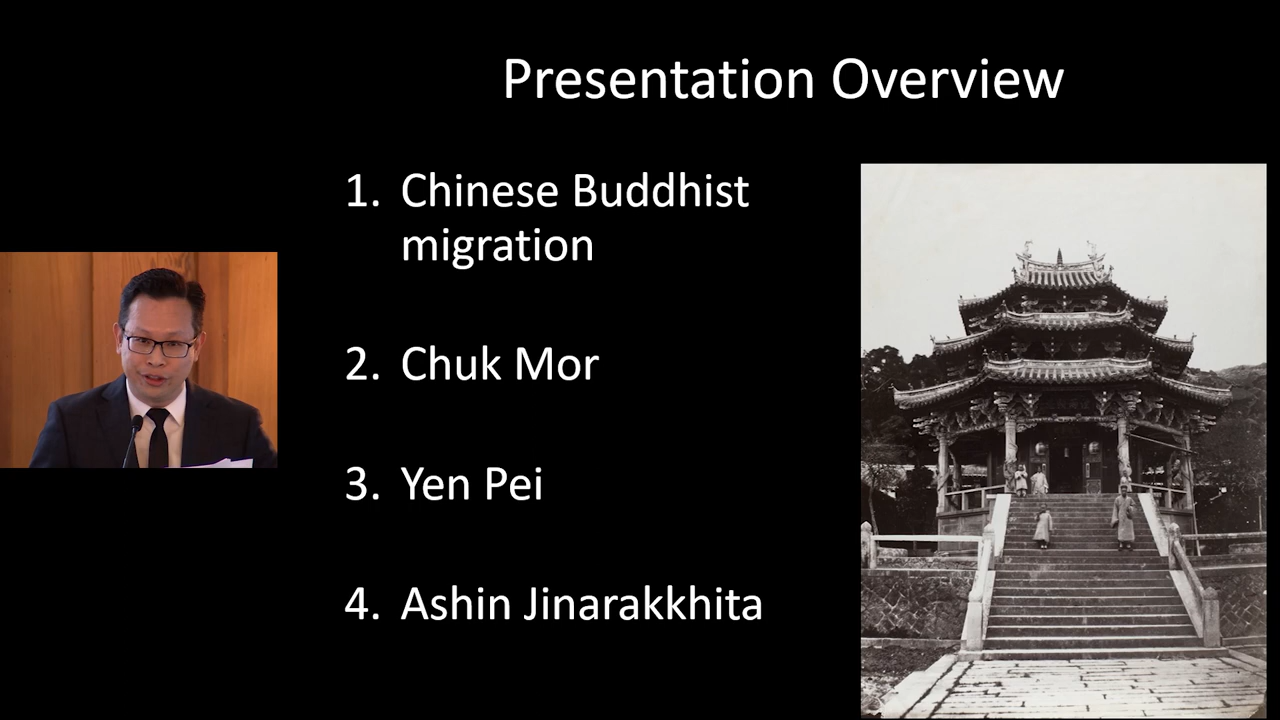 Presentation Overview
1. Chinese Buddhist
migration
2. Chuk Mor
3. Yen Pei
4. Ashin Jinarakkhita